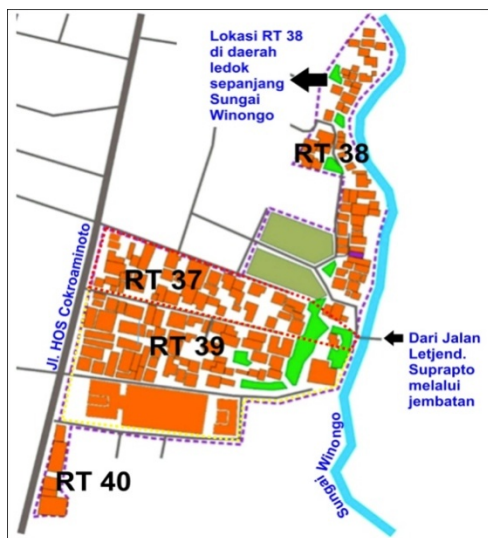 Lokasi RT 38
di daerah
ledok
sepanjang
Sungai
Winongo
RT 38
Jl. HOS Cokroaminoto
RT 37
RT 39
Dari Jalan
Letjend.
Suprapto
melalui
jembatan
RT 40
Sungai Winongo